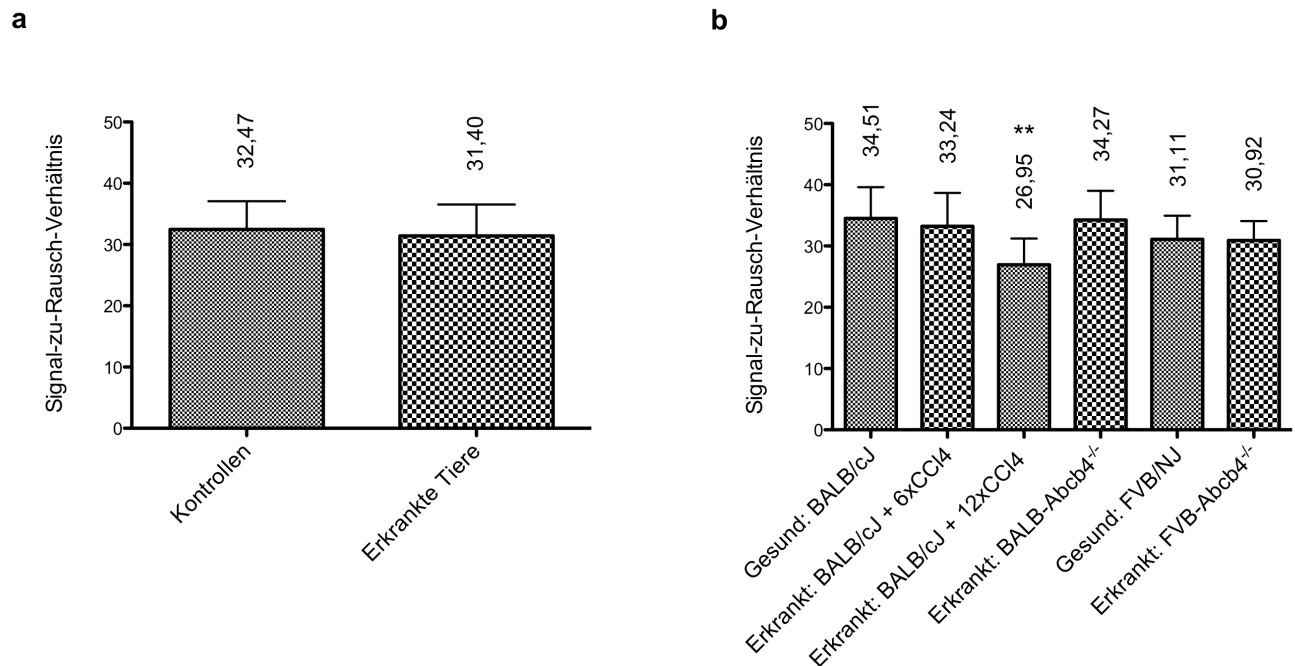 a
Signal-zu-Rausch-Verhältnis
50
40
30
20
10
0
32,47
31,40
Kontrollen
Erkrankte Tiere
b
Signal-zu-Rausch-Verhältnis
50
40
30
20
10
0
34,51
33,24
26,95 **
34,27
31,11
30,92
Gesund: BALB/cJ
Erkrankt: BALB/cJ + 6xCCl4
Erkrankt: BALB/cJ + 12xCCl4
Erkrankt: BALB-Abcb4-/-
Gesund: FVB/NJ
Erkrankt: FVB-Abcb4-/-